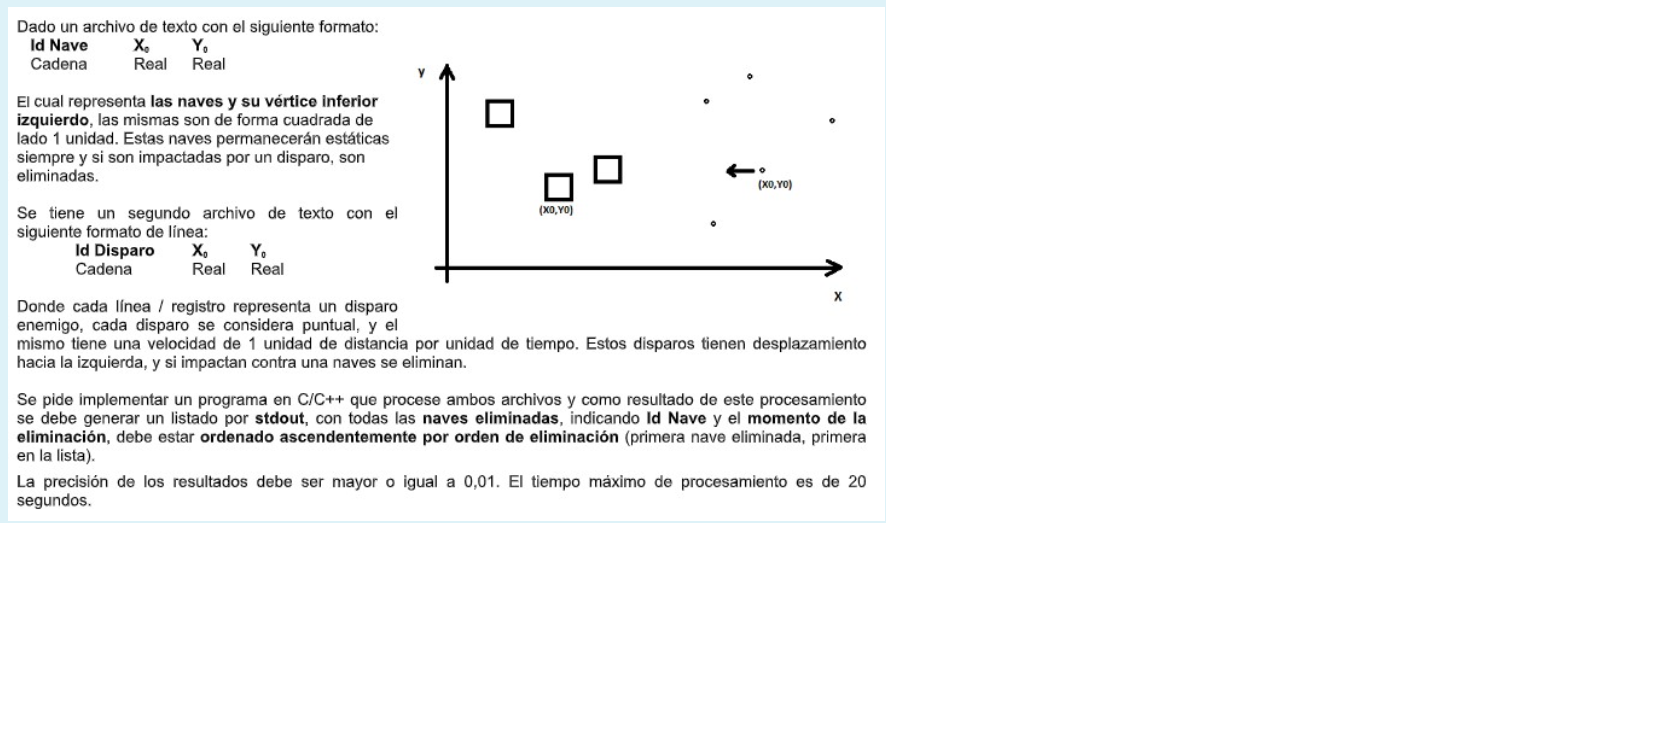 Dado un archivo de texto con el siguiente formato:
Id Nave X₀ Y₀
Cadena Real Real
El cual representa las naves y su vértice inferior
izquierdo, las mismas son de forma cuadrada de
lado 1 unidad. Estas naves permanecerán estáticas
siempre y si son impactadas por un disparo, son
eliminadas.
Se tiene un segundo archivo de texto con el
siguiente formato de línea:
Id Disparo X₀ Y₀
Cadena Real Real
Donde cada línea / registro representa un disparo
enemigo, cada disparo se considera puntual, y el
mismo tiene una velocidad de 1 unidad de distancia por unidad de tiempo. Estos disparos tienen desplazamiento
hacia la izquierda, y si impactan contra una naves se eliminan.
Se pide implementar un programa en C/C++ que procese ambos archivos y como resultado de este procesamiento
se debe generar un listado por stdout, con todas las naves eliminadas, indicando Id Nave y el momento de la
eliminación, debe estar ordenado ascendentemente por orden de eliminación (primera nave eliminada, primera
en la lista).
La precisión de los resultados debe ser mayor o igual a 0,01. El tiempo máximo de procesamiento es de 20
segundos.
y
(X0,Y0)
(X0,Y0)
x